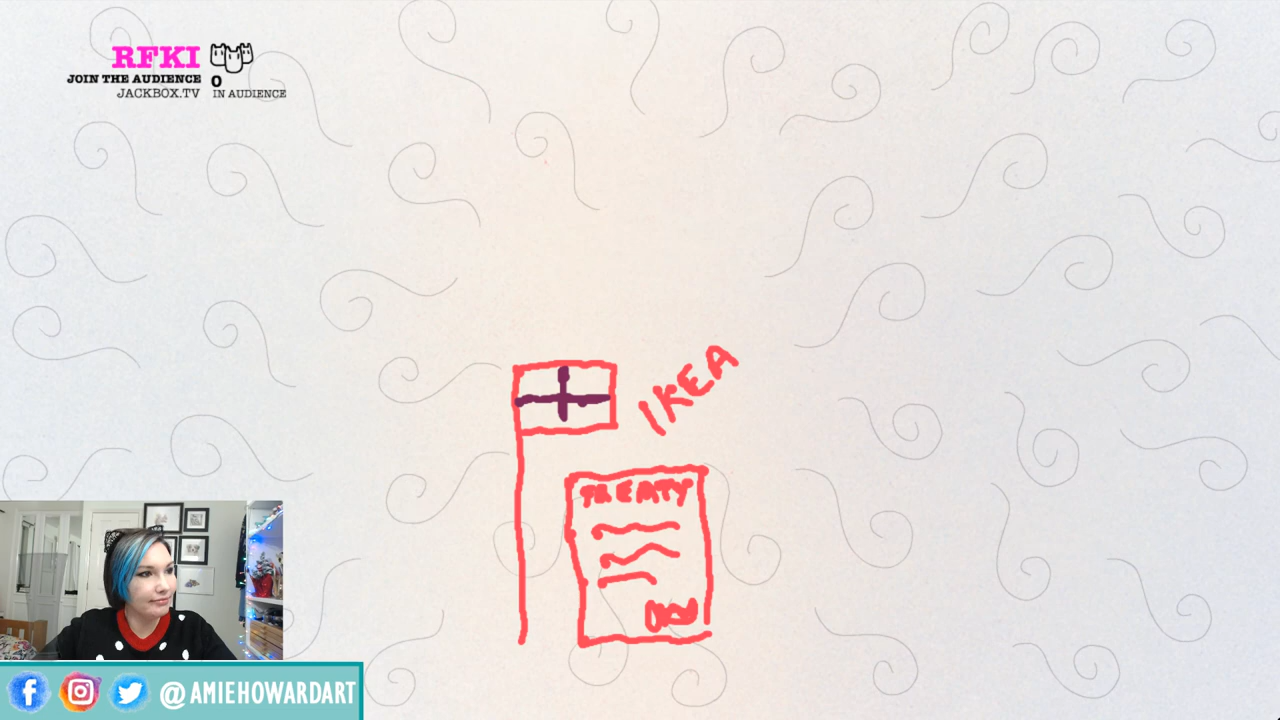 RFKI
JOIN THE AUDIENCE
JACKBOX.TV
0
IN AUDIENCE
IKEA
TREATY
@AMIEHOWARDART